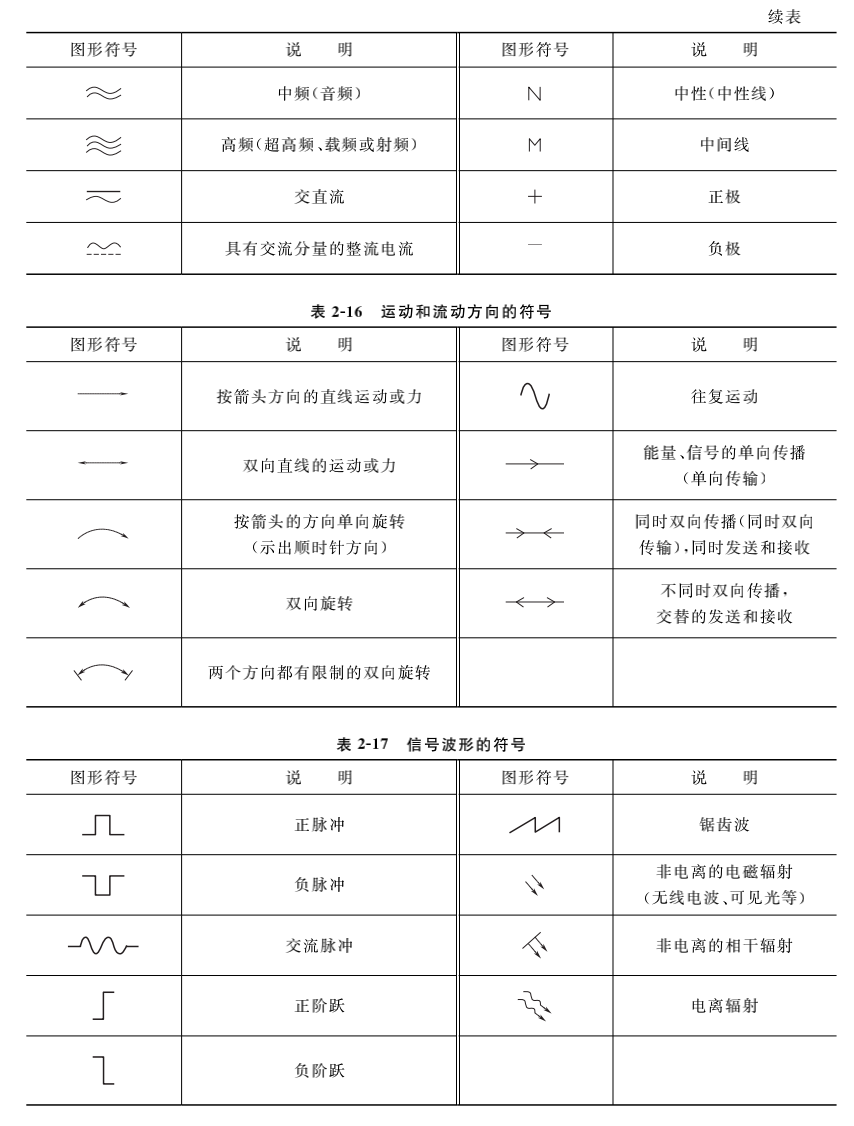 续表
图形符号 说 明 图形符号 说 明
中频(音频) N 中性(中性线)
高频(超高频、载频或射频) M 中间线
交直流 + 正极
具有交流分量的整流电流 — 负极
表 2-16 运动和流动方向的符号
图形符号 说 明 图形符号 说 明
按箭头方向的直线运动或力 往复运动
双向直线的运动或力 能量、信号的单向传播
(单向传输)
按箭头的方向单向旋转 同时双向传播(同时双向
(示出顺时针方向) 传输),同时发送和接收
双向旋转 不同时双向传播,
交替的发送和接收
两个方向都有限制的双向旋转
表 2-17 信号波形的符号
图形符号 说 明 图形符号 说 明
正脉冲 锯齿波
负脉冲 非电离的电磁辐射
(无线电波、可见光等)
交流脉冲 非电离的相干辐射
正阶跃 电离辐射
负阶跃